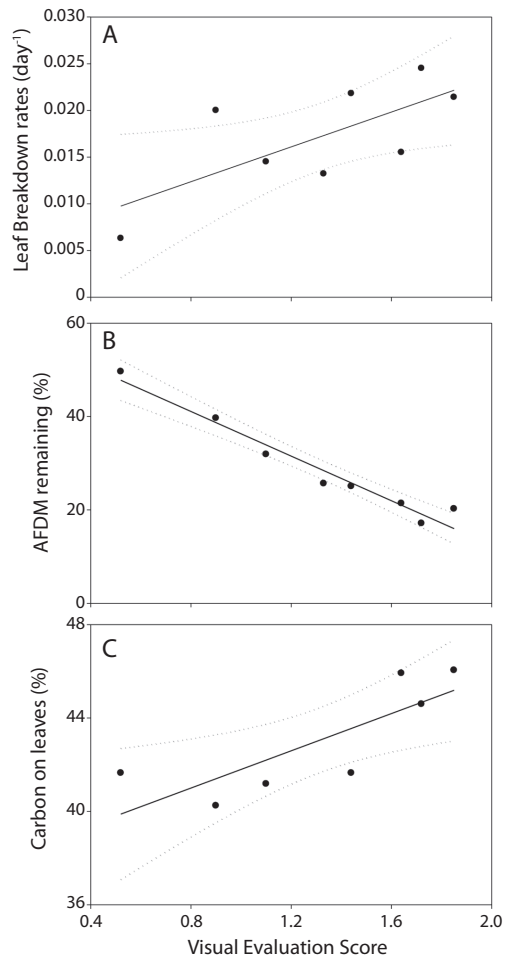 A
0.030
0.025
0.020
0.015
0.010
0.005
0
Leaf Breakdown rates (day⁻¹)
B
60
40
20
0
AFDM remaining (%)
C
48
44
40
36
Carbon on leaves (%)
0.4 0.8 1.2 1.6 2.0
Visual Evaluation Score